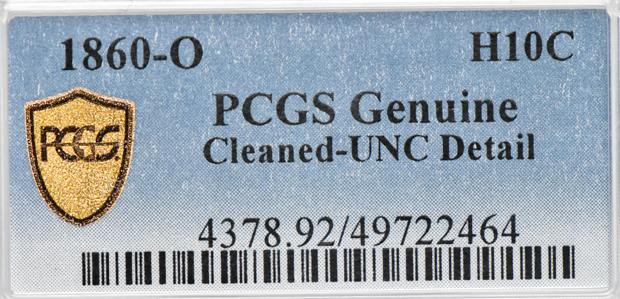 1860-O H10C
PCGS Genuine
Cleaned-UNC Detail
PCGS.
4378.92/49722464